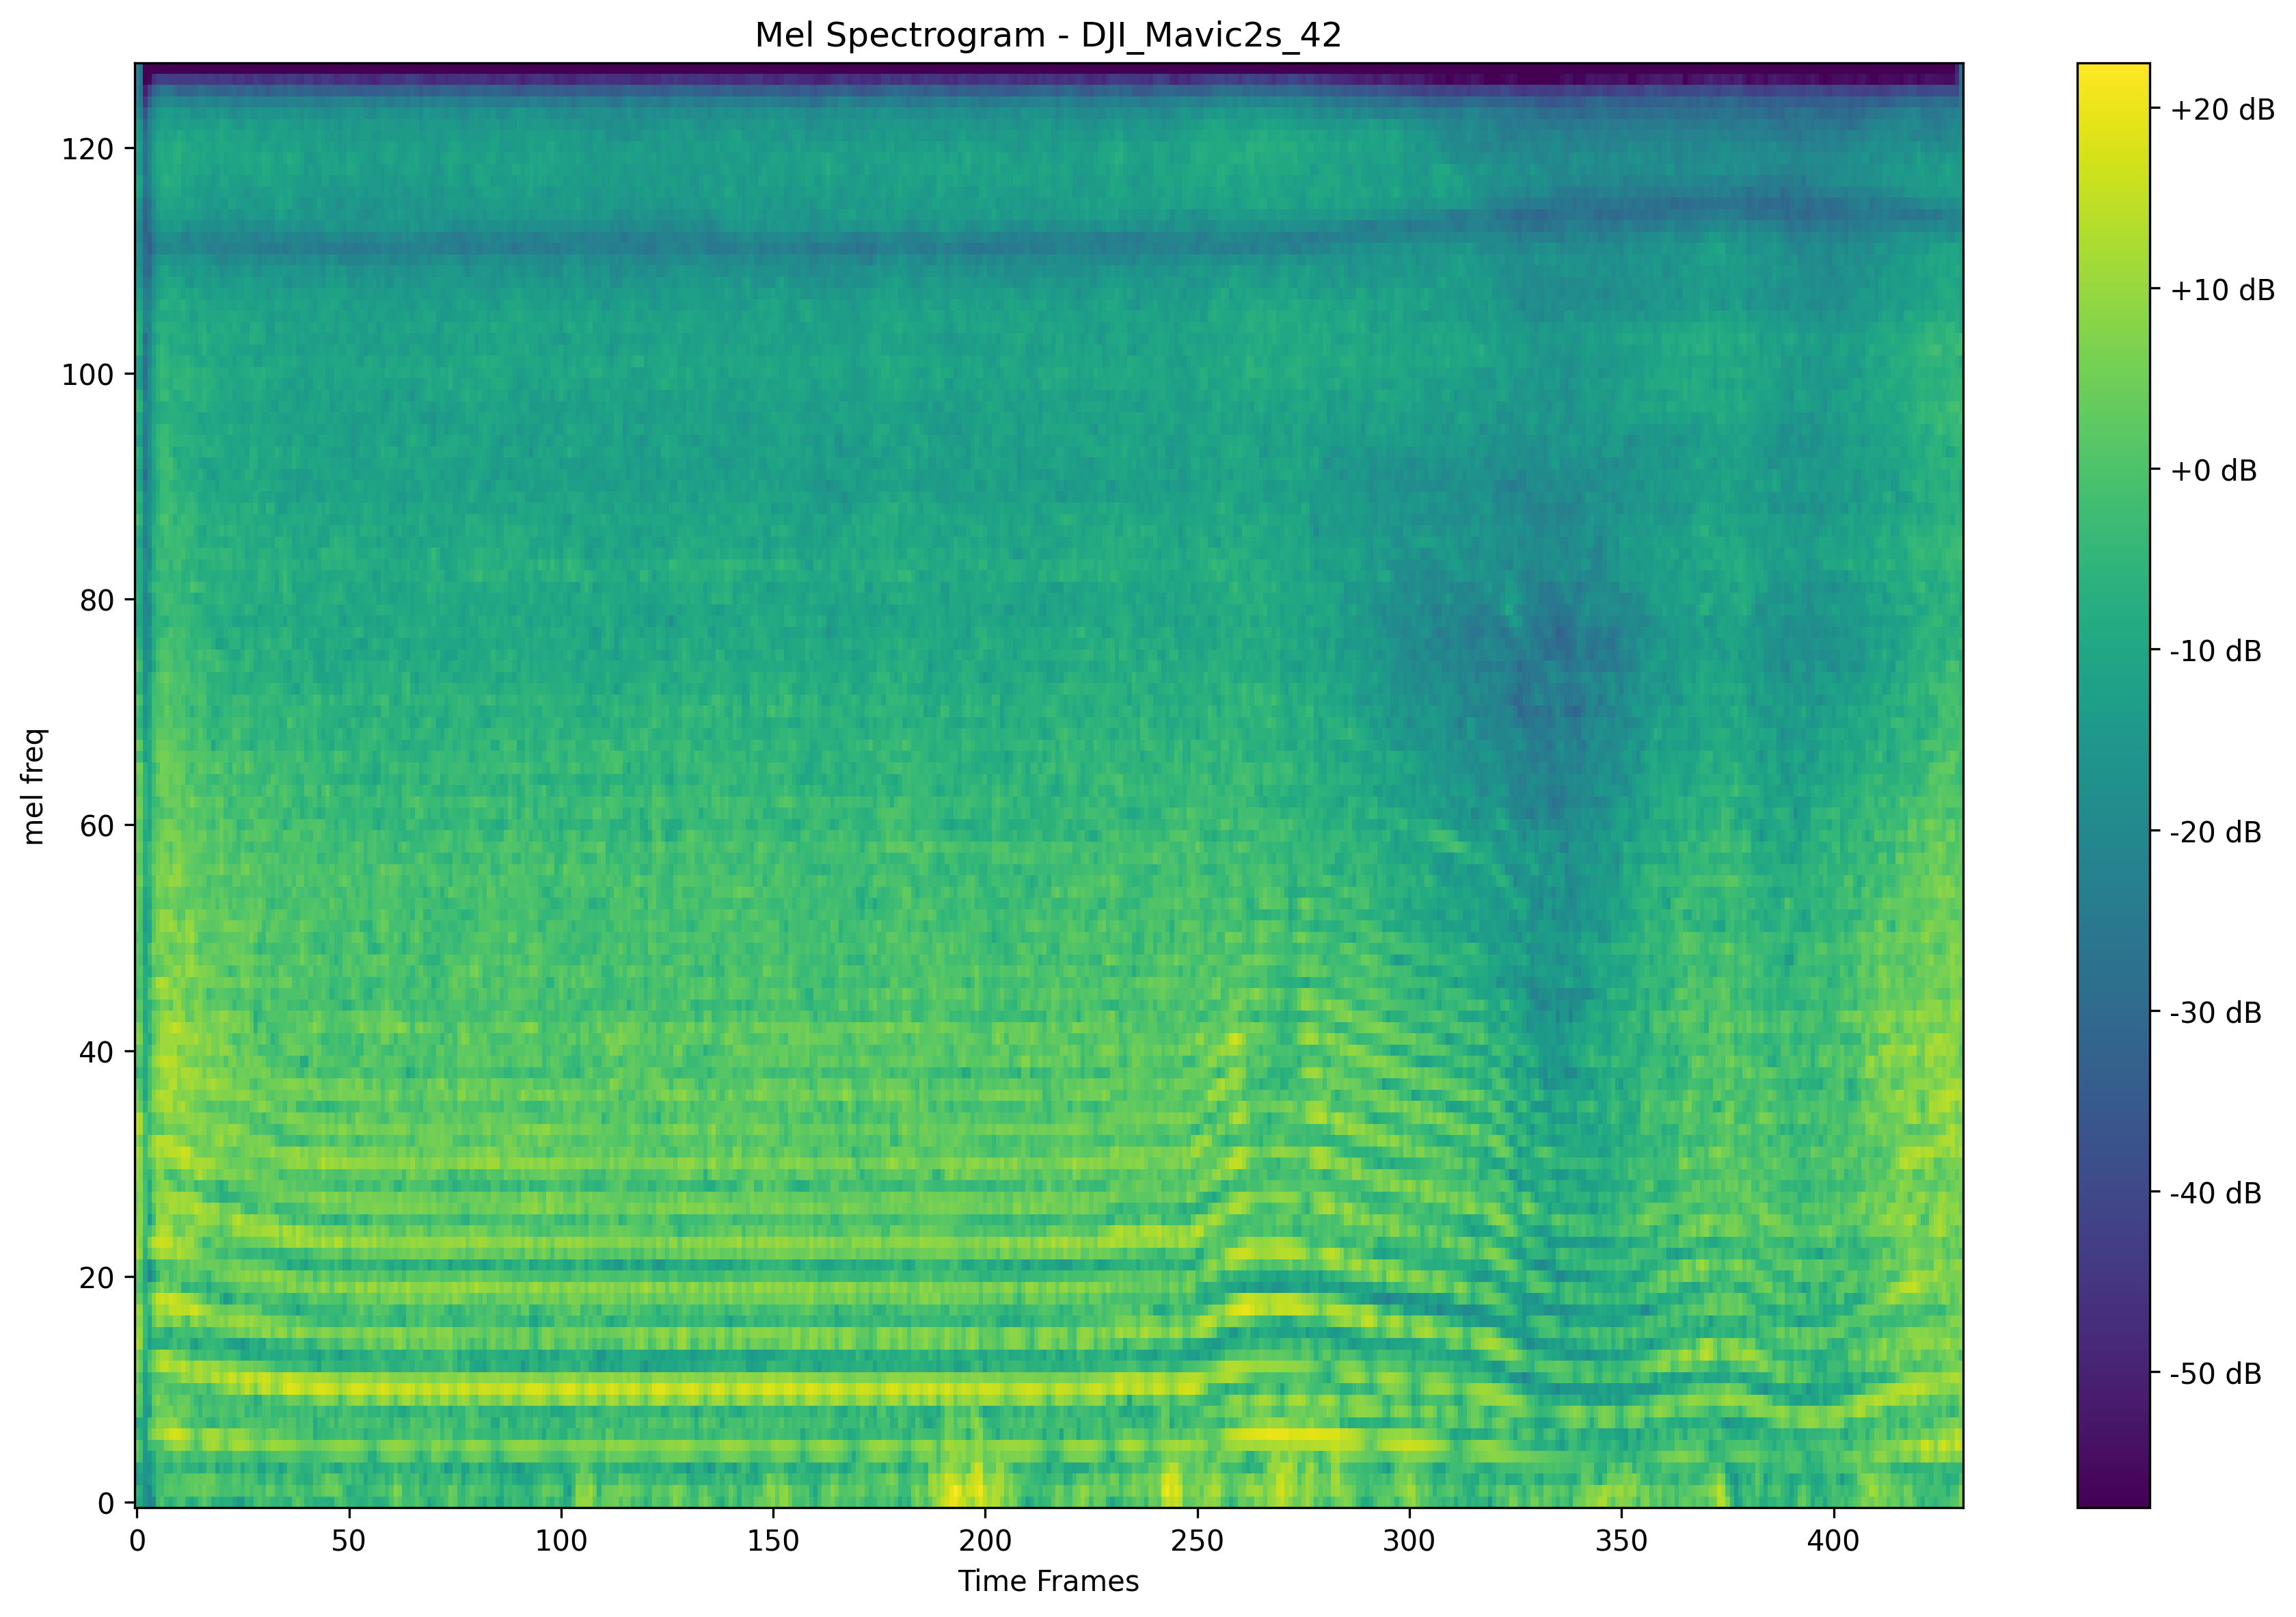 Mel Spectrogram - DJI_Mavic2s_42
mel freq
120
100
80
60
40
20
0
0 50 100 150 200 250 300 350 400
Time Frames
+20 dB
+10 dB
+0 dB
-10 dB
-20 dB
-30 dB
-40 dB
-50 dB